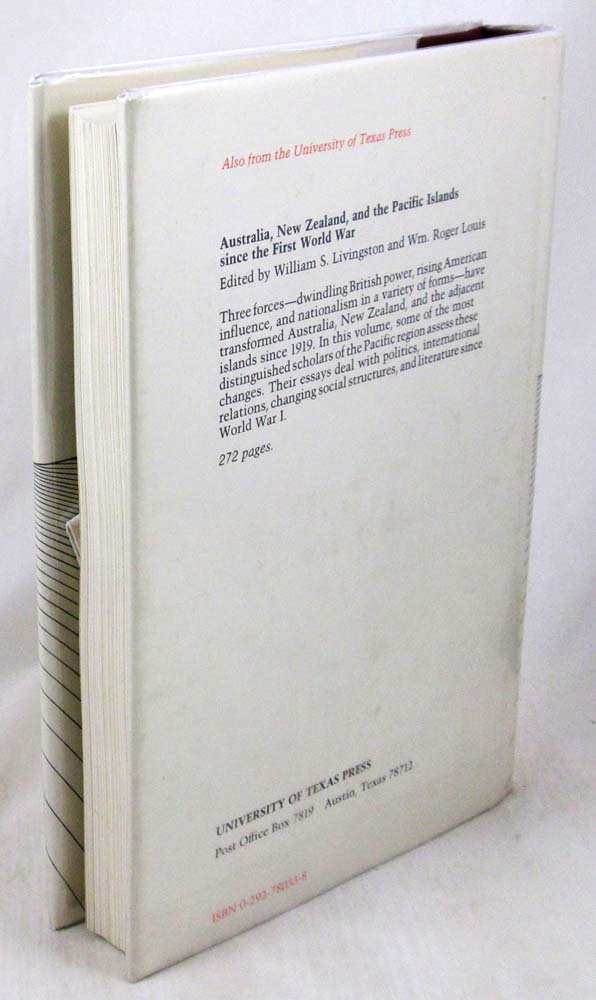 Also from the University of Texas Press
Australia, New Zealand, and the Pacific Islands
since the First World War
Edited by William S. Livingston and Wm. Roger Louis
Three forces—dwindling British power, rising American
influence, and nationalism in a variety of forms—have
transformed Australia, New Zealand, and the adjacent
islands since 1919. In this volume, some of the most
distinguished scholars of the Pacific region assess these
changes. Their essays deal with politics, international
relations, changing social structures, and literature since
World War I.
272 pages.
UNIVERSITY OF TEXAS PRESS
Post Office Box 7819 Austin, Texas 78712
ISBN 0-292-78033-8